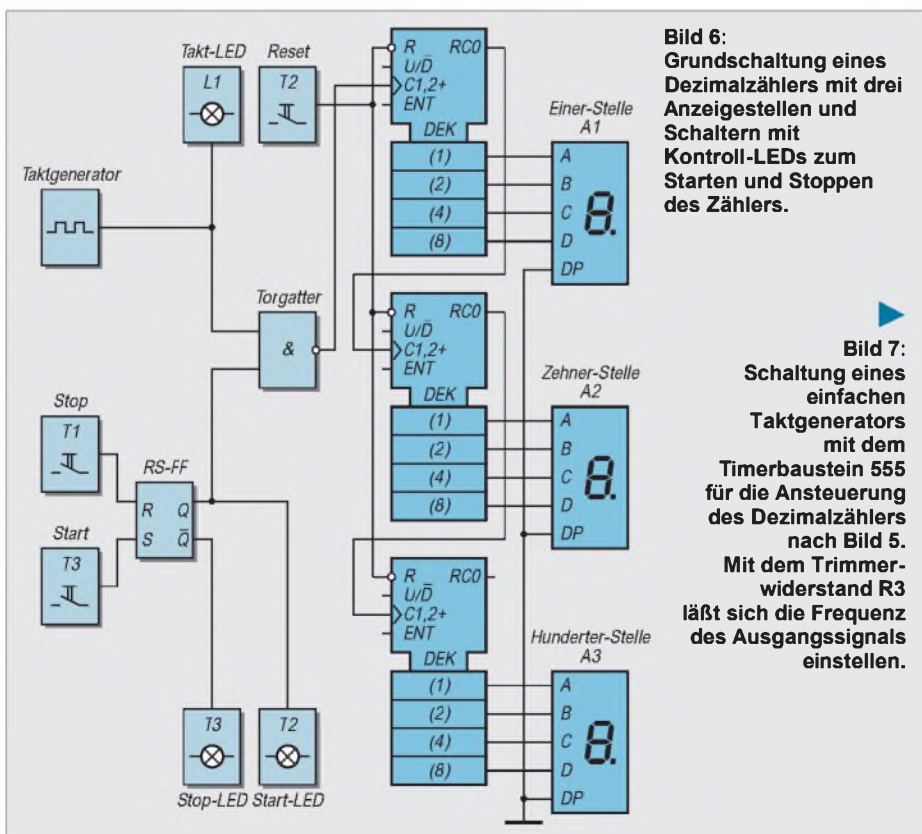 Takt-LED
L1
Reset
T2
Taktgenerator
Torgatter
&
Stop
T1
Start
T3
RS-FF
R Q
S Q̅
T3
Stop-LED
T2
Start-LED
R RC0
U/D̅
C1,2+
ENT
DEK
(1)
(2)
(4)
(8)
Einer-Stelle
A1
A
B
C
D
DP
8.
R RC0
U/D̅
C1,2+
ENT
DEK
(1)
(2)
(4)
(8)
Zehner-Stelle
A2
A
B
C
D
DP
8.
R RC0
U/D̅
C1,2+
ENT
DEK
(1)
(2)
(4)
(8)
Hunderter-Stelle
A3
A
B
C
D
DP
8.
Bild 6:
Grundschaltung eines
Dezimalzählers mit drei
Anzeigestellen und
Schaltern mit
Kontroll-LEDs zum
Starten und Stoppen
des Zählers.
Bild 7:
Schaltung eines
einfachen
Taktgenerators
mit dem
Timerbaustein 555
für die Ansteuerung
des Dezimalzählers
nach Bild 5.
Mit dem Trimmer-
widerstand R3
läßt sich die Frequenz
des Ausgangssignals
einstellen.